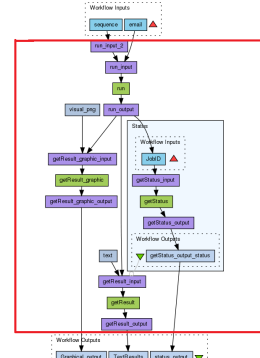 Workflow Inputs
sequence email
run_input_2
run_input
run
visual_png run_output
Status
Workflow Inputs
getResult_graphic_input JobID
getStatus_input
getResult_graphic
getStatus
getResult_graphic_output
getStatus_output
Workflow Outputs
text getStatus_output_status
getResult_input
getResult
getResult_output
Workflow Outputs
Graphical_output TextResults status_output